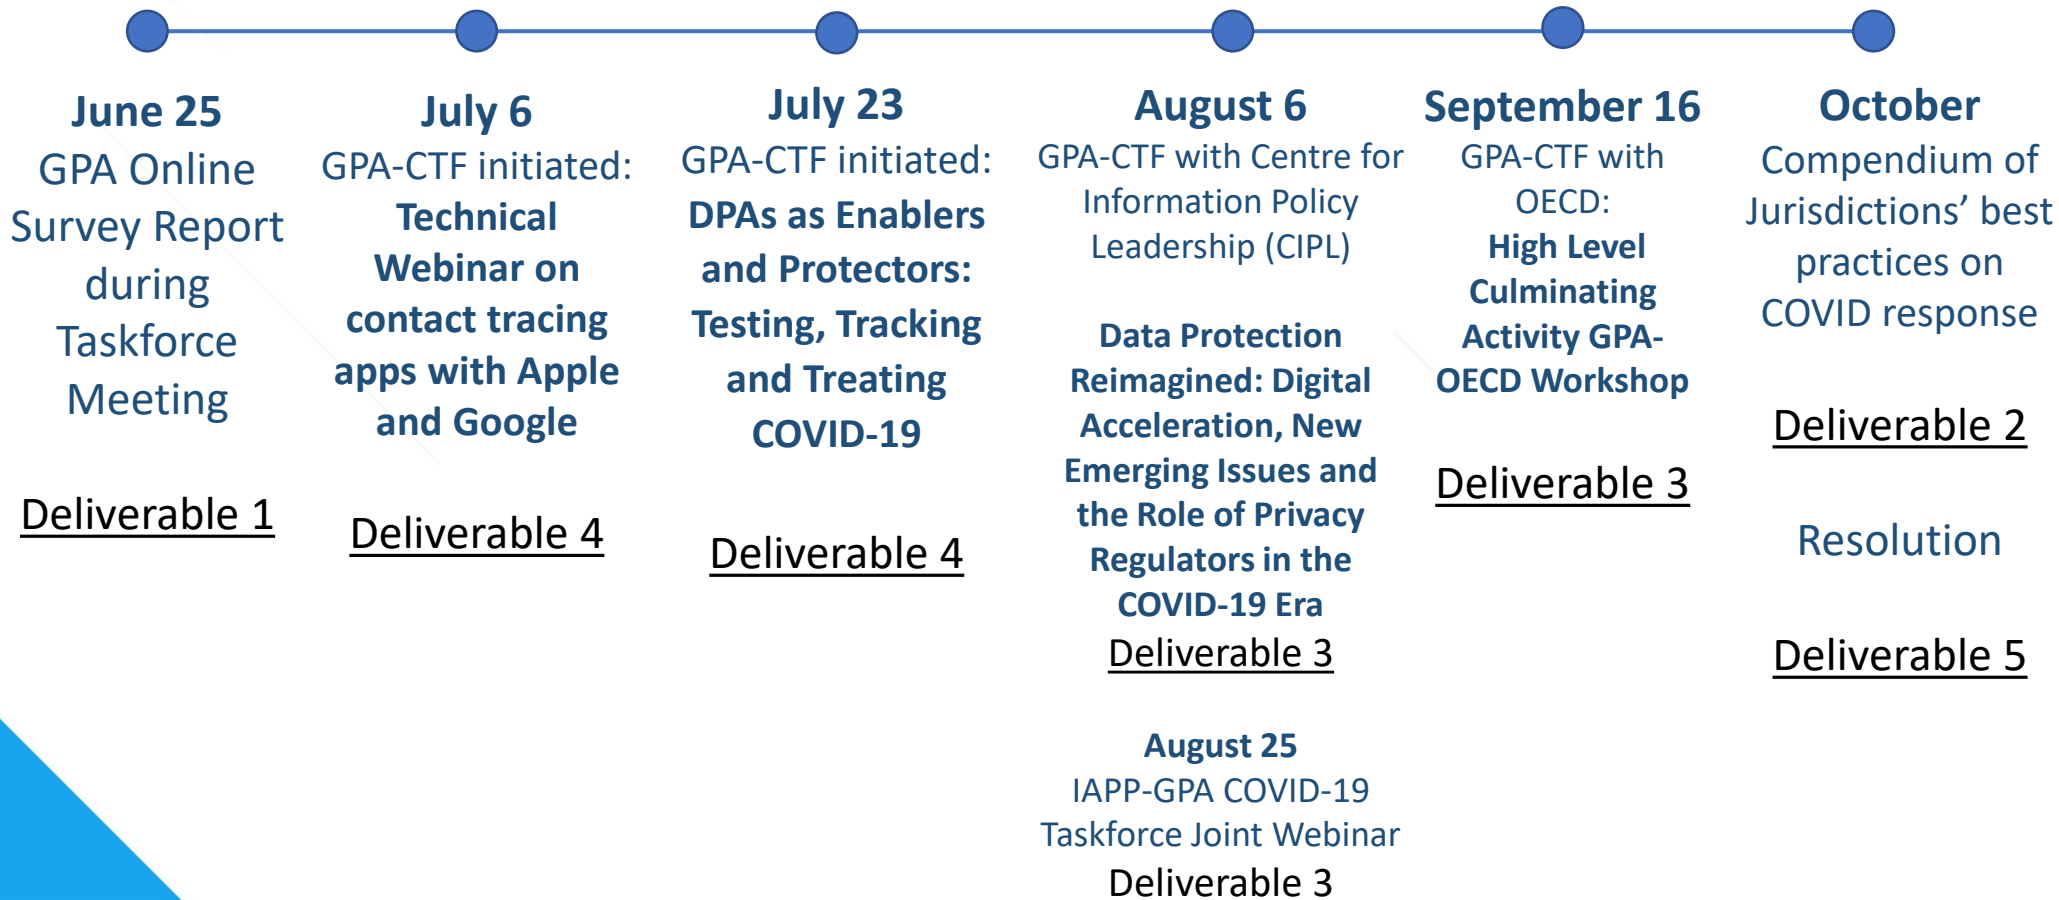 June 25
GPA Online
Survey Report
during
Taskforce
Meeting
Deliverable 1
July 6
GPA-CTF initiated:
Technical
Webinar on
contact tracing
apps with Apple
and Google
Deliverable 4
July 23
GPA-CTF initiated:
DPAs as Enablers
and Protectors:
Testing, Tracking
and Treating
COVID-19
Deliverable 4
August 6
GPA-CTF with Centre for
Information Policy
Leadership (CIPL)
Data Protection
Reimagined: Digital
Acceleration, New
Emerging Issues and
the Role of Privacy
Regulators in the
COVID-19 Era
Deliverable 3
August 25
IAPP-GPA COVID-19
Taskforce Joint Webinar
Deliverable 3
September 16
GPA-CTF with
OECD:
High Level
Culminating
Activity GPA-
OECD Workshop
Deliverable 3
October
Compendium of
Jurisdictions’ best
practices on
COVID response
Deliverable 2
Resolution
Deliverable 5